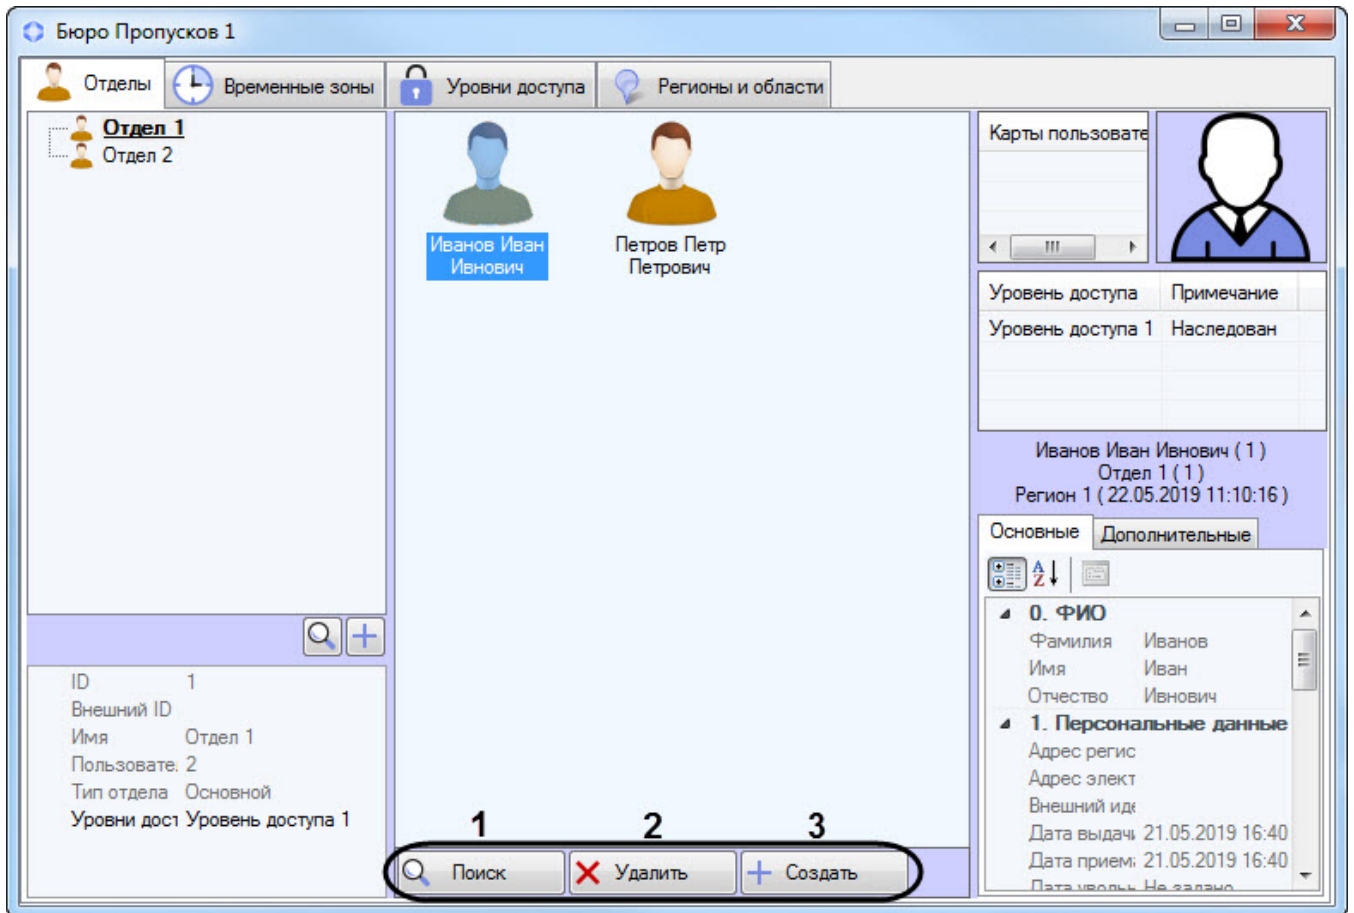 Бюро Пропусков 1
Отделы
Временные зоны
Уровни доступа
Регионы и области
Отдел 1
Отдел 2
Иванов Иван
Ивнович
Петров Петр
Петрович
Карты пользовате
Уровень доступа Примечание
Уровень доступа 1 Наследован
Иванов Иван Ивнович ( 1 )
Отдел 1 ( 1 )
Регион 1 ( 22.05.2019 11:10:16 )
Основные Дополнительные
0. ФИО
Фамилия Иванов
Имя Иван
Отчество Ивнович
1. Персональные данные
Адрес регис
Адрес элект
Внешний иде
Дата выдачи 21.05.2019 16:40
Дата прием 21.05.2019 16:40
Дата уволь Не задано
ID 1
Внешний ID
Имя Отдел 1
Пользовате. 2
Тип отдела Основной
Уровни дост Уровень доступа 1
1 2 3
Поиск Удалить Создать